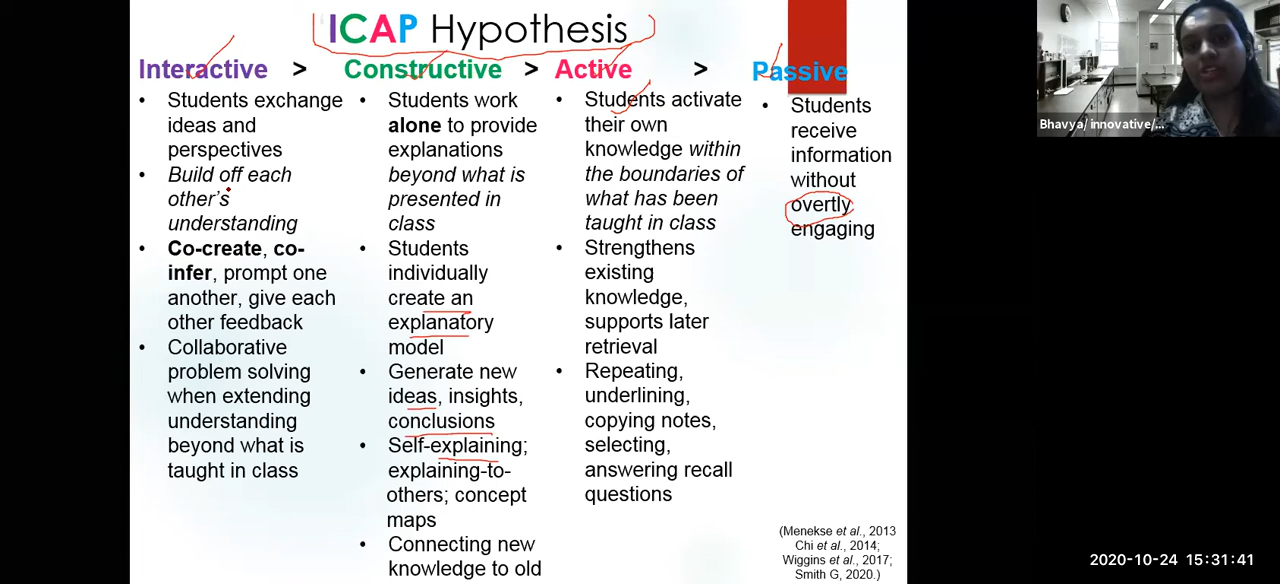 ICAP Hypothesis
Interactive > Constructive > Active > Passive
• Students exchange
ideas and
perspectives
• Build off each
other's
understanding
• Co-create, co-
infer, prompt one
another, give each
other feedback
• Collaborative
problem solving
when extending
understanding
beyond what is
taught in class
• Students work
alone to provide
explanations
beyond what is
presented in
class
• Students
individually
create an
explanatory
model
• Generate new
ideas, insights,
conclusions
• Self-explaining;
explaining-to-
others; concept
maps
• Connecting new
knowledge to old
• Students activate
their own
knowledge within
the boundaries of
what has been
taught in class
• Strengthens
existing
knowledge,
supports later
retrieval
• Repeating,
underlining,
copying notes,
selecting,
answering recall
questions
• Students
receive
information
without
overtly
engaging
(Menekse et al., 2013
Chi et al., 2014;
Wiggins et al., 2017;
Smith G, 2020.)
Bhavya/ innovative/...
2020-10-24 15:31:41